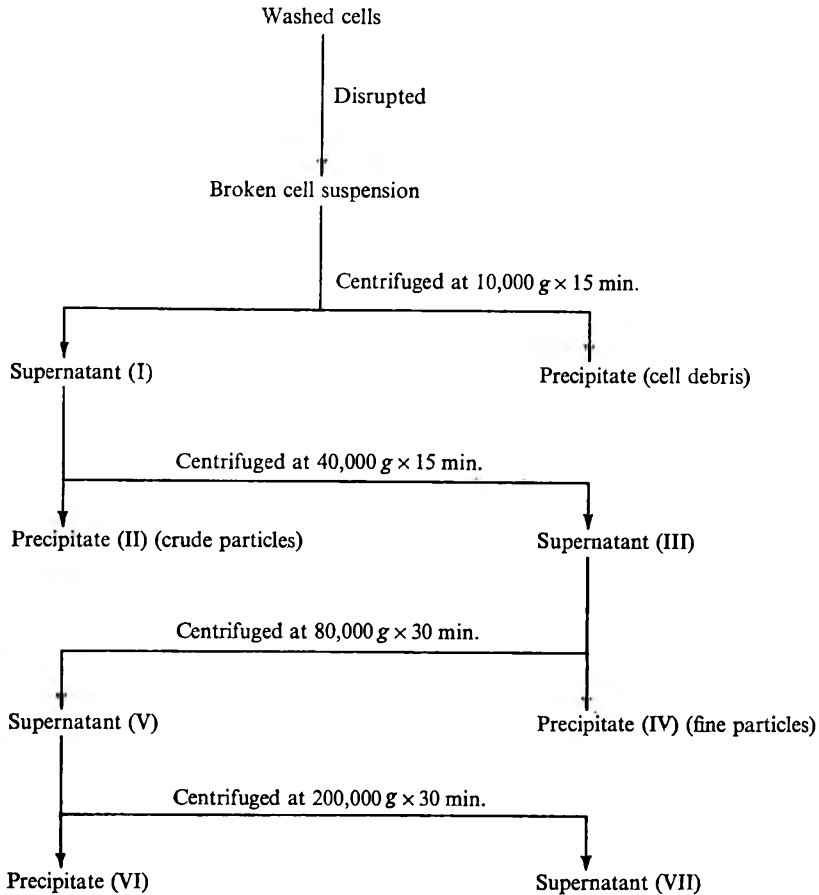 Washed cells
Disrupted
Broken cell suspension
Centrifuged at 10,000 g × 15 min.
Supernatant (I)
Precipitate (cell debris)
Centrifuged at 40,000 g × 15 min.
Precipitate (II) (crude particles)
Supernatant (III)
Centrifuged at 80,000 g × 30 min.
Supernatant (V)
Precipitate (IV) (fine particles)
Centrifuged at 200,000 g × 30 min.
Precipitate (VI)
Supernatant (VII)